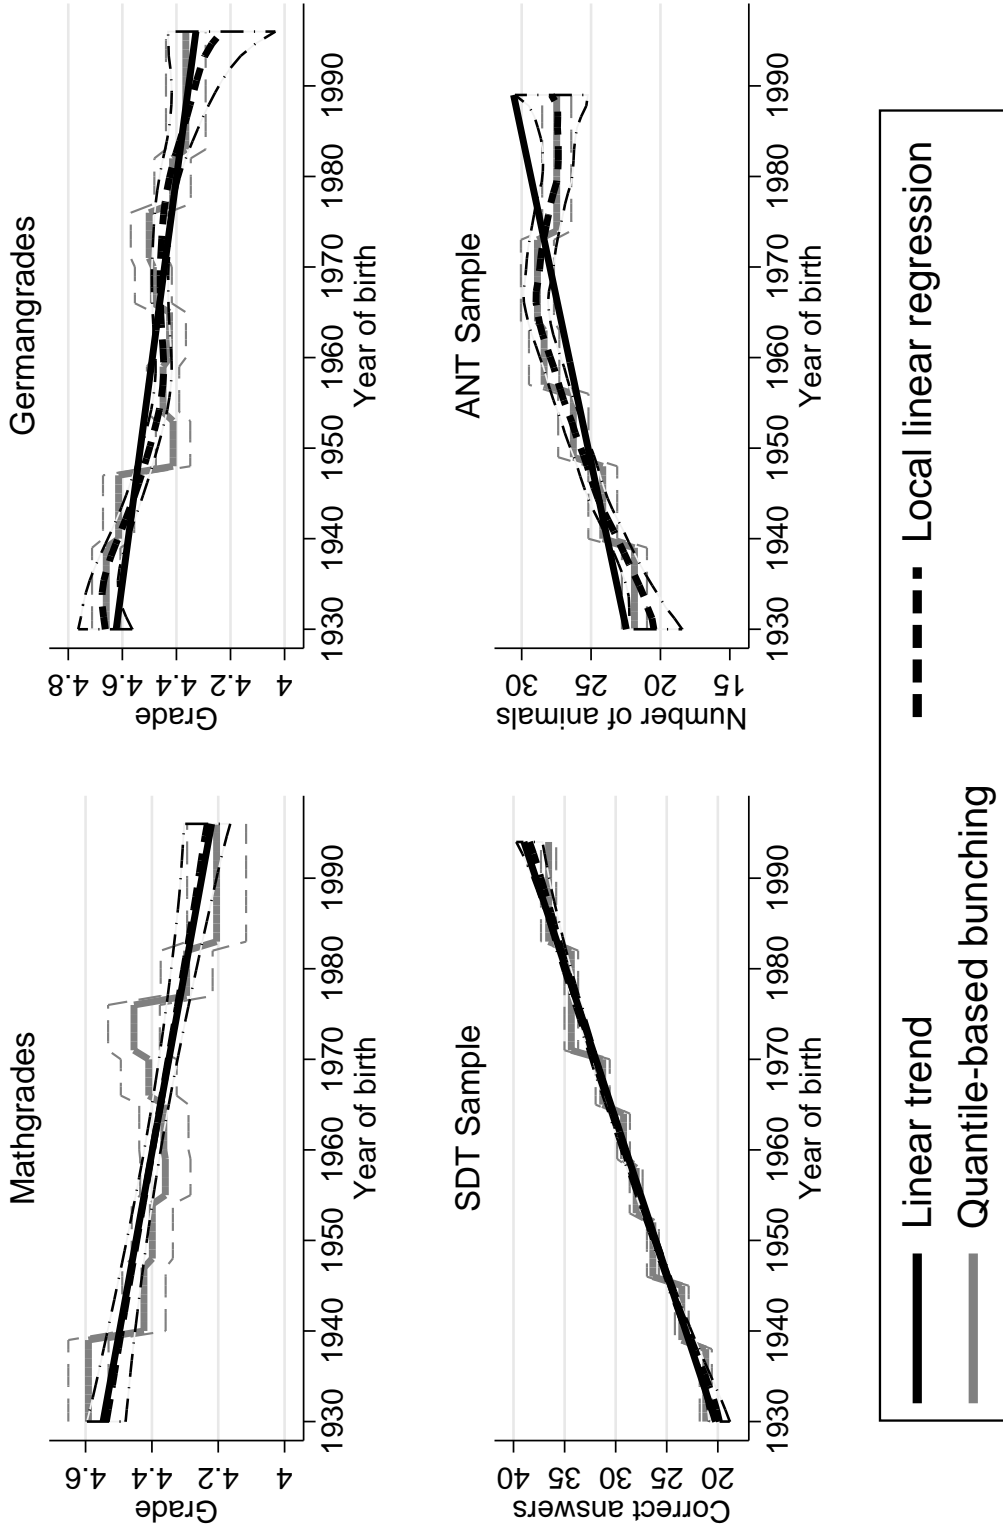 Mathgrades
Grade
4.6
4.4
4.2
4
1930 1940 1950 1960 1970 1980 1990
Year of birth
Germangrades
Grade
4.8
4.6
4.4
4.2
4
1930 1940 1950 1960 1970 1980 1990
Year of birth
SDT Sample
Correct answers
40
35
30
25
20
1930 1940 1950 1960 1970 1980 1990
Year of birth
ANT Sample
Number of animals
30
25
20
15
1930 1940 1950 1960 1970 1980 1990
Year of birth
Linear trend
Local linear regression
Quantile-based bunching